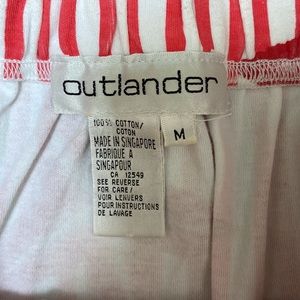 outlander
100% COTTON/
COTON
MADE IN SINGAPORE
FABRIQUE A
SINGAPOUR
CA 12549
SEE REVERSE
FOR CARE/
VOIR L'ENVERS
POUR INSTRUCTIONS
DE LAVAGE
M